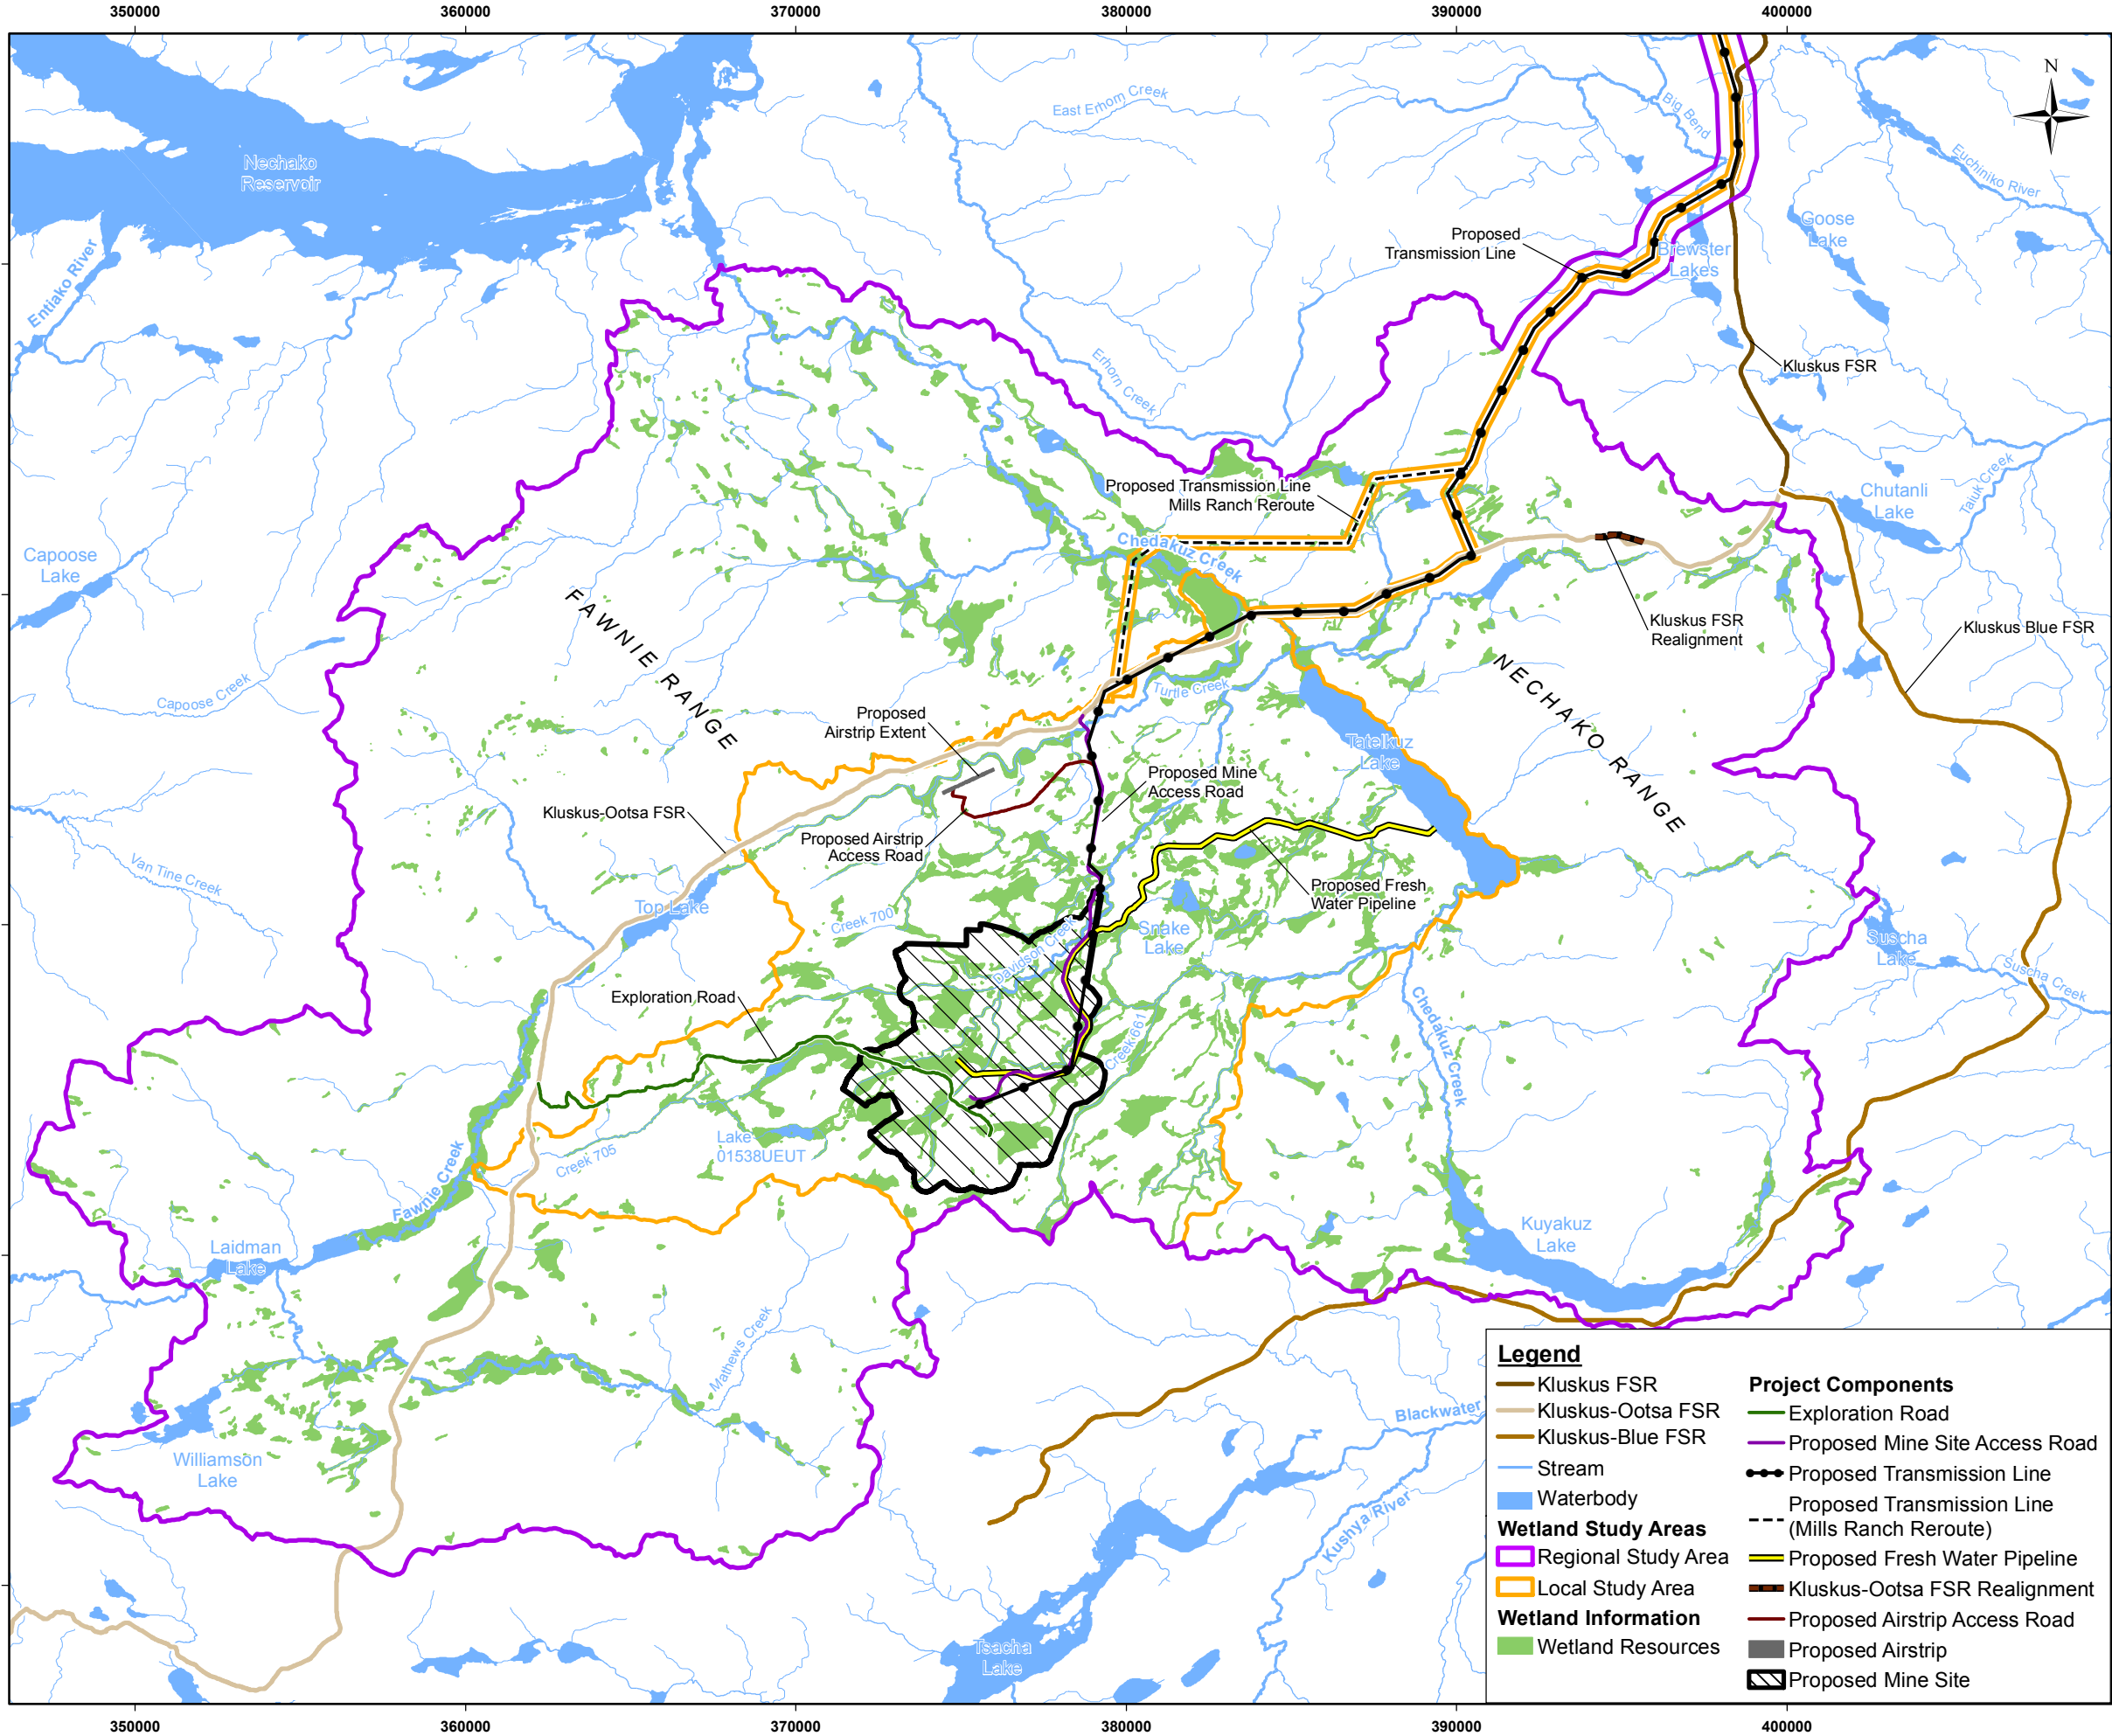 350000
360000
370000
380000
390000
400000
N
Big Bend
East Erhorn Creek
Euchiniko River
Nechako
Reservoir
Goose
Lake
Proposed
Transmission Line
Brewster
Lakes
Entiako River
Erhorn Creek
Kluskus FSR
Proposed Transmission Line
Mills Ranch Reroute
Chutanli
Lake
Taiuk Creek
Chedakuz Creek
Capoose
Lake
FAWNIE RANGE
Kluskus FSR
Realignment
Kluskus Blue FSR
NECHAKO RANGE
Capoose Creek
Turtle Creek
Proposed
Airstrip Extent
Tatelkuz
Lake
Proposed Mine
Access Road
Kluskus-Ootsa FSR
Proposed Airstrip
Access Road
Van Tine Creek
Proposed Fresh
Water Pipeline
Top Lake
Creek 700
Snake
Lake
Davidson Creek
Suscha
Lake
Suscha Creek
Exploration Road
Chedakuz Creek
Creek 661
Lake
01538UEUT
Creek 705
Fawnie Creek
Kuyakuz
Lake
Laidman
Lake
Mathews Creek
Williamson
Lake
Blackwater
Kushya River
Tsacha
Lake
Legend
Kluskus FSR
Kluskus-Ootsa FSR
Kluskus-Blue FSR
Stream
Waterbody
Wetland Study Areas
Regional Study Area
Local Study Area
Wetland Information
Wetland Resources
Project Components
Exploration Road
Proposed Mine Site Access Road
Proposed Transmission Line
Proposed Transmission Line
(Mills Ranch Reroute)
Proposed Fresh Water Pipeline
Kluskus-Ootsa FSR Realignment
Proposed Airstrip Access Road
Proposed Airstrip
Proposed Mine Site
350000
360000
370000
380000
390000
400000